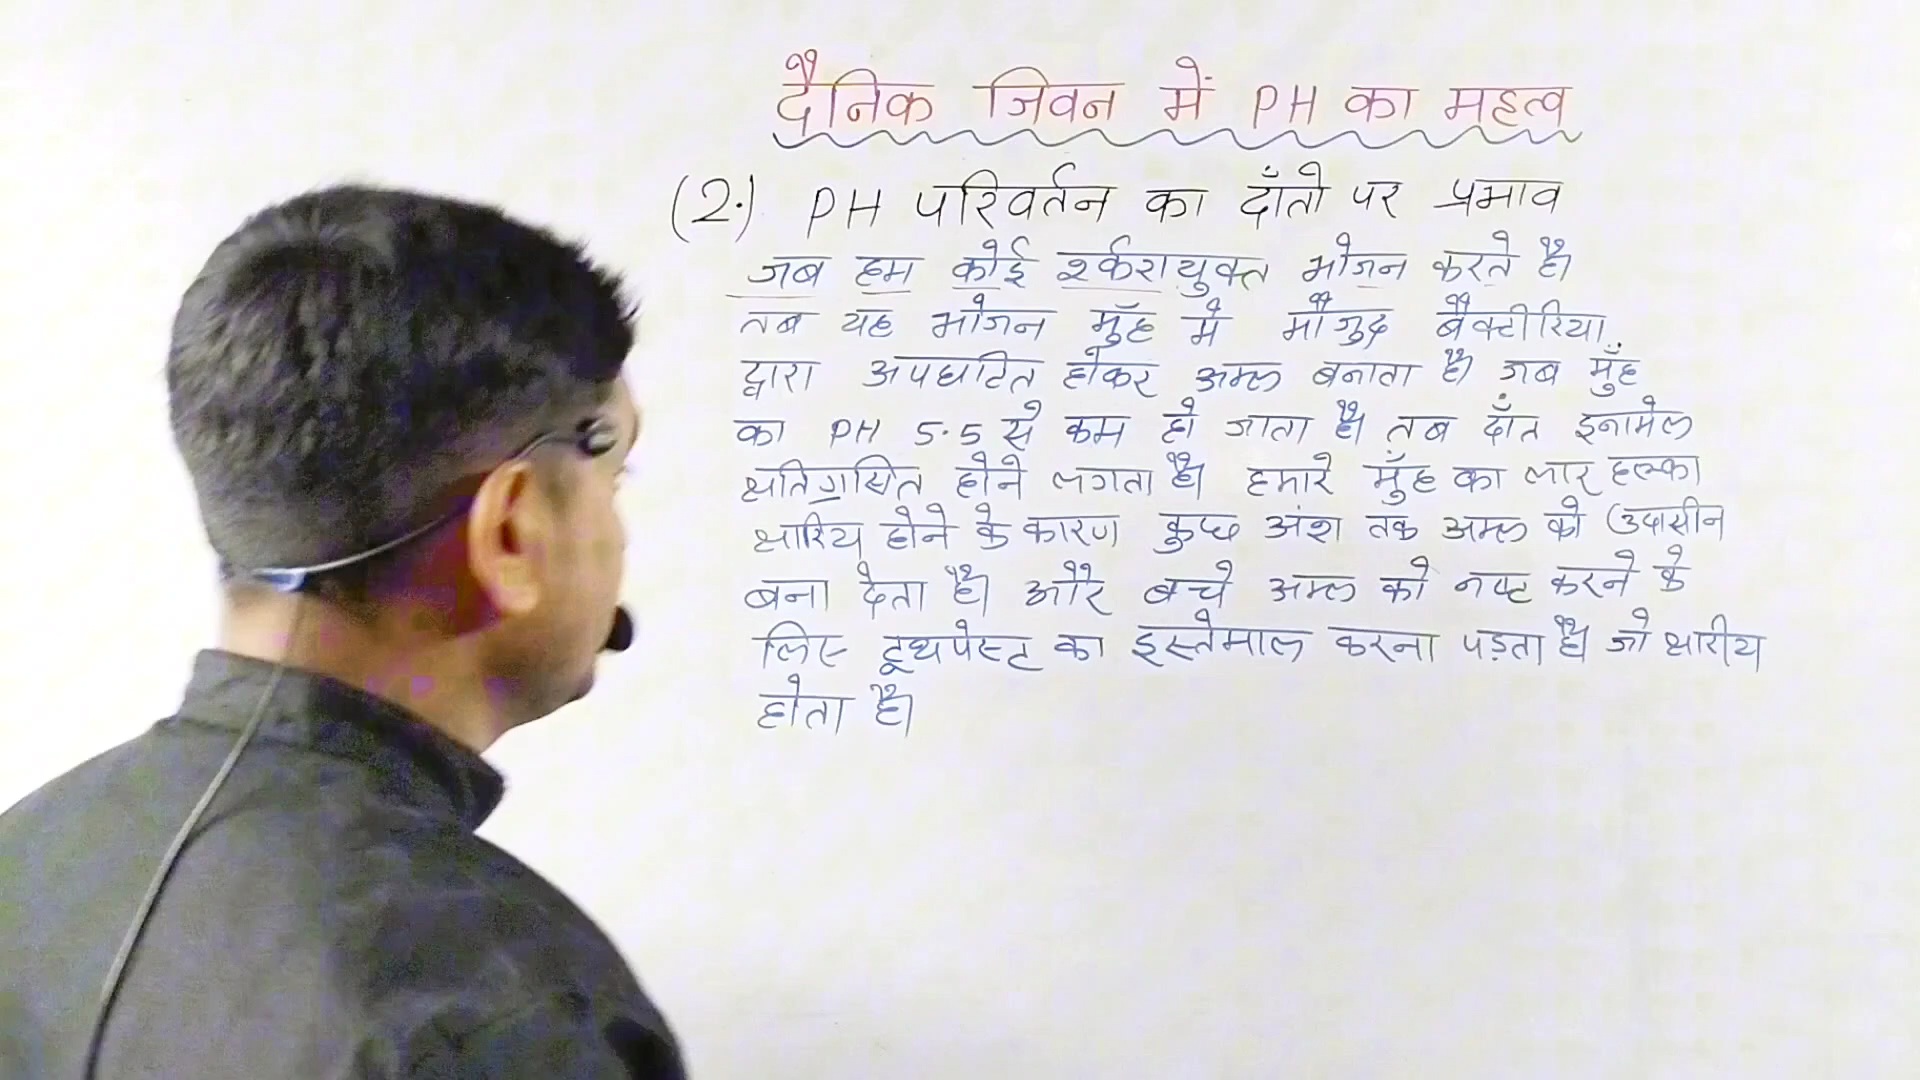 दैनिक जिवन में PH का महत्व
(2.) PH परिवर्तन का दाँतो पर प्रभाव
जब हम कोई शर्करायुक्त भोजन करते है।
तब यह भोजन मुँह मे मौजुद बैक्टीरिया
द्वारा अपघटित होकर अम्ल बनाता है। जब मुँह
का PH 5.5 से कम हो जाता है। तब दाँत इनामेल
क्षतिग्रसित होने लगता है। हमारे मुँह का लार हल्का
क्षारिय होने के कारण कुछ अंश तक अम्ल को उदासीन
बना देता है। और बचे अम्ल को नष्ट करने के
लिए टूथपेस्ट का इस्तेमाल करना पड़ता है। जो क्षारीय
होता है।